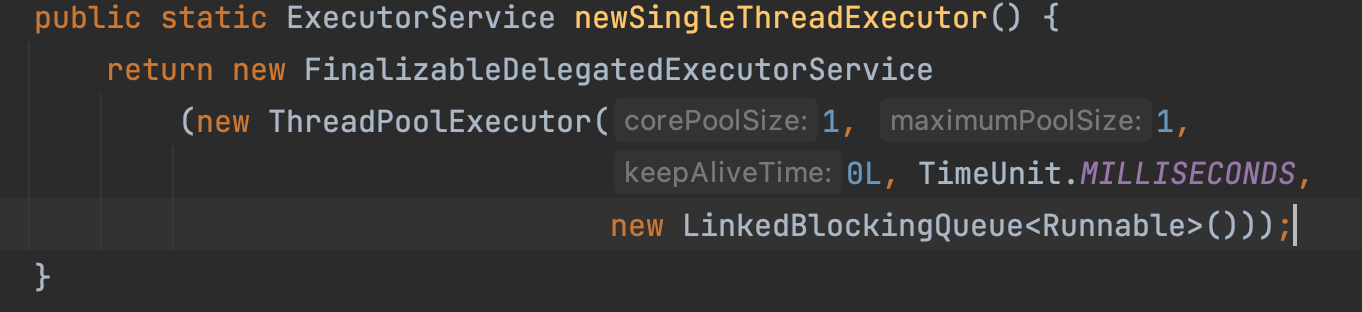 public static ExecutorService newSingleThreadExecutor() {
return new FinalizableDelegatedExecutorService
(new ThreadPoolExecutor( corePoolSize: 1, maximumPoolSize: 1,
keepAliveTime: 0L, TimeUnit.MILLISECONDS,
new LinkedBlockingQueue<Runnable>()));
}